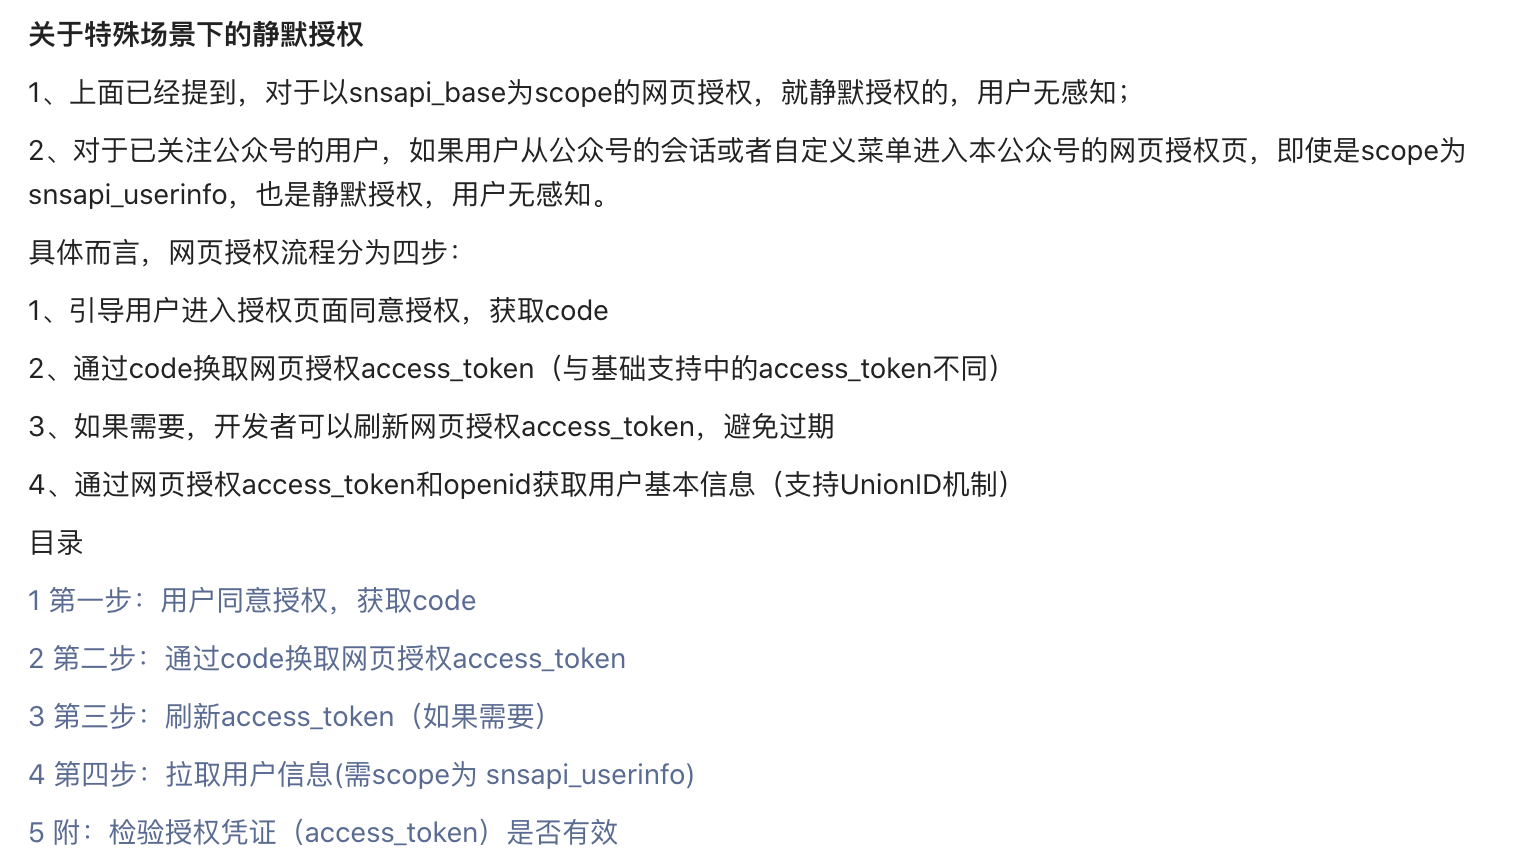 关于特殊场景下的静默授权
1、上面已经提到，对于以snsapi_base为scope的网页授权，就静默授权的，用户无感知；
2、对于已关注公众号的用户，如果用户从公众号的会话或者自定义菜单进入本公众号的网页授权页，即使是scope为
snsapi_userinfo，也是静默授权，用户无感知。
具体而言，网页授权流程分为四步：
1、引导用户进入授权页面同意授权，获取code
2、通过code换取网页授权access_token（与基础支持中的access_token不同）
3、如果需要，开发者可以刷新网页授权access_token，避免过期
4、通过网页授权access_token和openid获取用户基本信息（支持UnionID机制）
目录
1 第一步：用户同意授权，获取code
2 第二步：通过code换取网页授权access_token
3 第三步：刷新access_token（如果需要）
4 第四步：拉取用户信息(需scope为 snsapi_userinfo)
5 附：检验授权凭证（access_token）是否有效